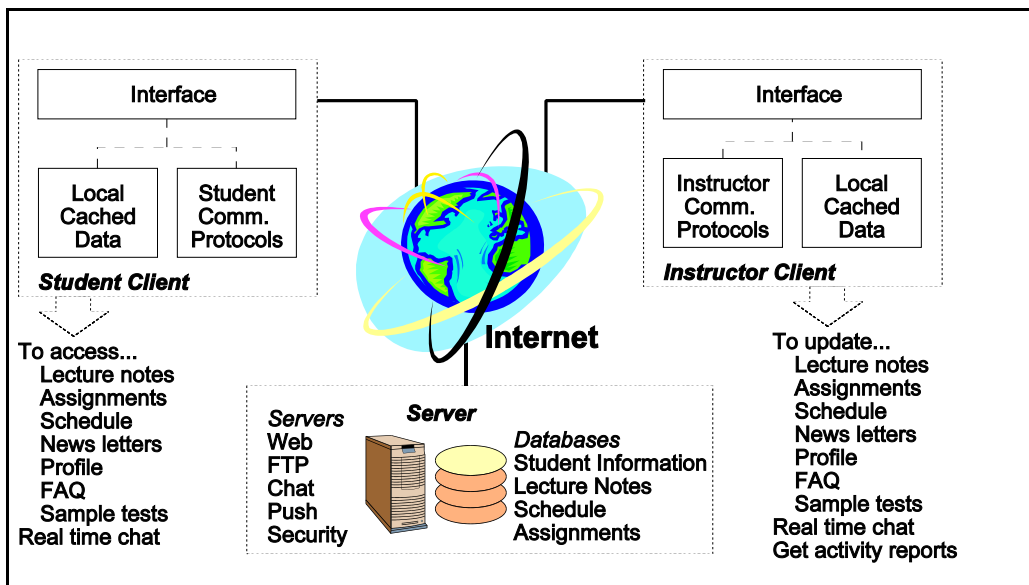 Interface
Local
Cached
Data
Student
Comm.
Protocols
Student Client
To access...
Lecture notes
Assignments
Schedule
News letters
Profile
FAQ
Sample tests
Real time chat
Internet
Server
Servers
Web
FTP
Chat
Push
Security
Databases
Student Information
Lecture Notes
Schedule
Assignments
Interface
Instructor
Comm.
Protocols
Local
Cached
Data
Instructor Client
To update...
Lecture notes
Assignments
Schedule
News letters
Profile
FAQ
Sample tests
Real time chat
Get activity reports